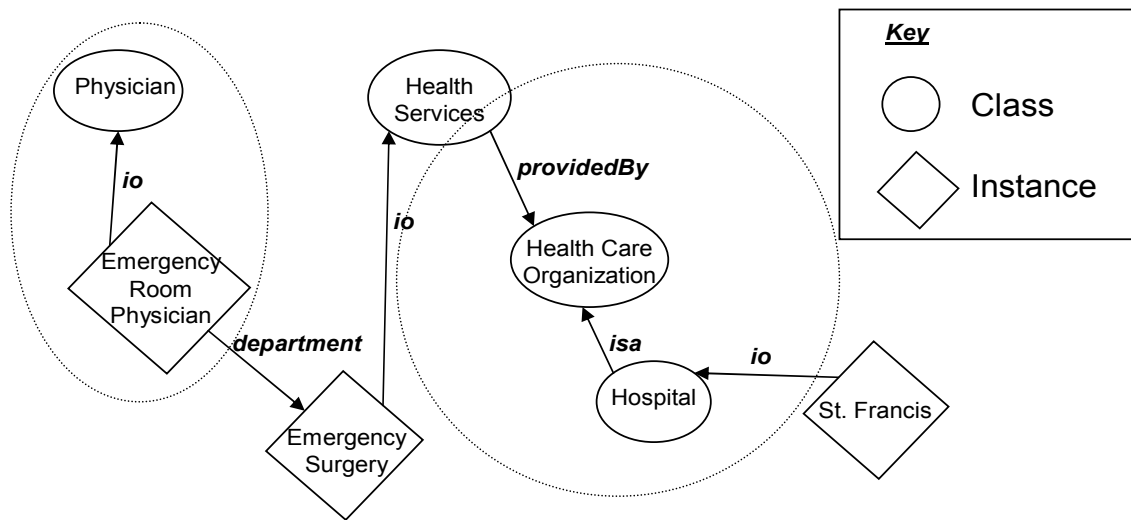 Physician
io
Emergency
Room
Physician
department
Emergency
Surgery
io
Health
Services
providedBy
Health Care
Organization
isa
Hospital
io
St. Francis
Key
Class
Instance